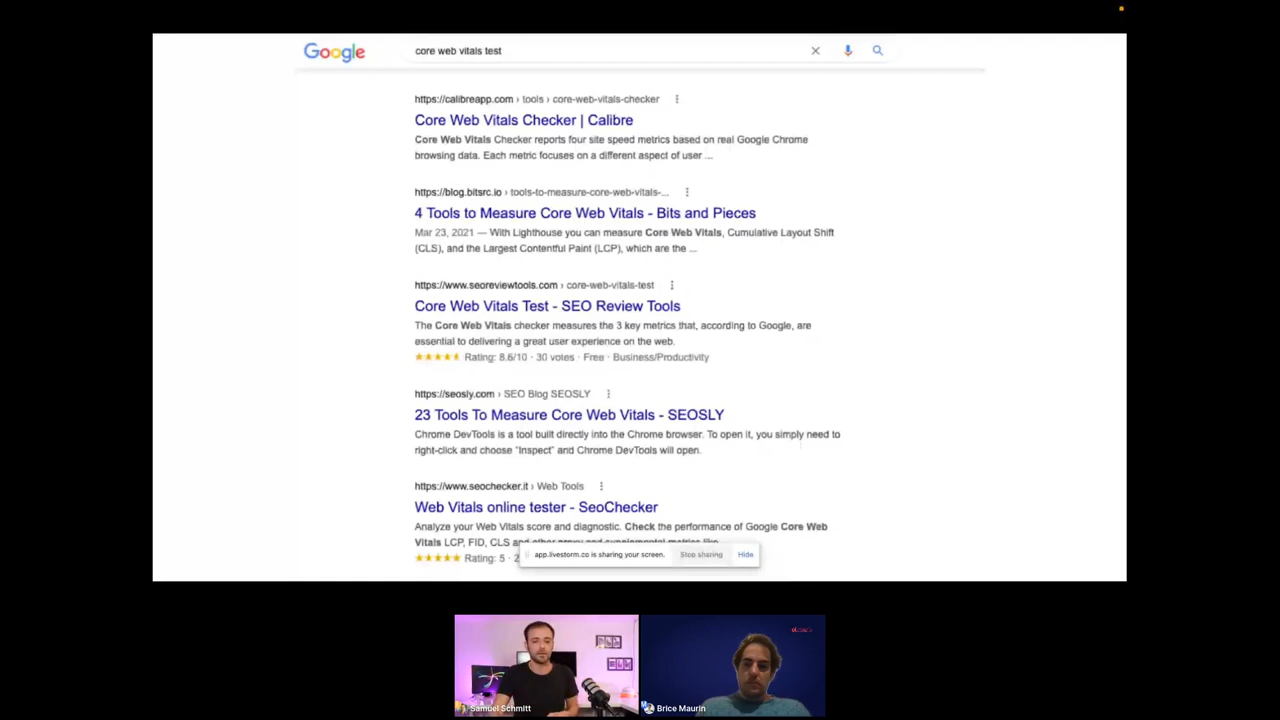 Google
core web vitals test
https://calibreapp.com › tools › core-web-vitals-checker
Core Web Vitals Checker | Calibre
Core Web Vitals Checker reports four site speed metrics based on real Google Chrome
browsing data. Each metric focuses on a different aspect of user ...
https://blog.bitsrc.io › tools-to-measure-core-web-vitals-...
4 Tools to Measure Core Web Vitals - Bits and Pieces
Mar 23, 2021 — With Lighthouse you can measure Core Web Vitals, Cumulative Layout Shift
(CLS), and the Largest Contentful Paint (LCP), which are the ...
https://www.seoreviewtools.com › core-web-vitals-test
Core Web Vitals Test - SEO Review Tools
The Core Web Vitals checker measures the 3 key metrics that, according to Google, are
essential to delivering a great user experience on the web.
Rating: 8.6/10 · 30 votes · Free · Business/Productivity
https://seosly.com › SEO Blog SEOSLY
23 Tools To Measure Core Web Vitals - SEOSLY
Chrome DevTools is a tool built directly into the Chrome browser. To open it, you simply need to
right-click and choose "Inspect" and Chrome DevTools will open.
https://www.seochecker.it › Web Tools
Web Vitals online tester - SeoChecker
Analyze your Web Vitals score and diagnostic. Check the performance of Google Core Web
Vitals LCP, FID, CLS and other proxy and
Rating: 5 · 2
app.livestorm.co is sharing your screen. Stop sharing Hide
Samuel Schmitt
Brice Maurin